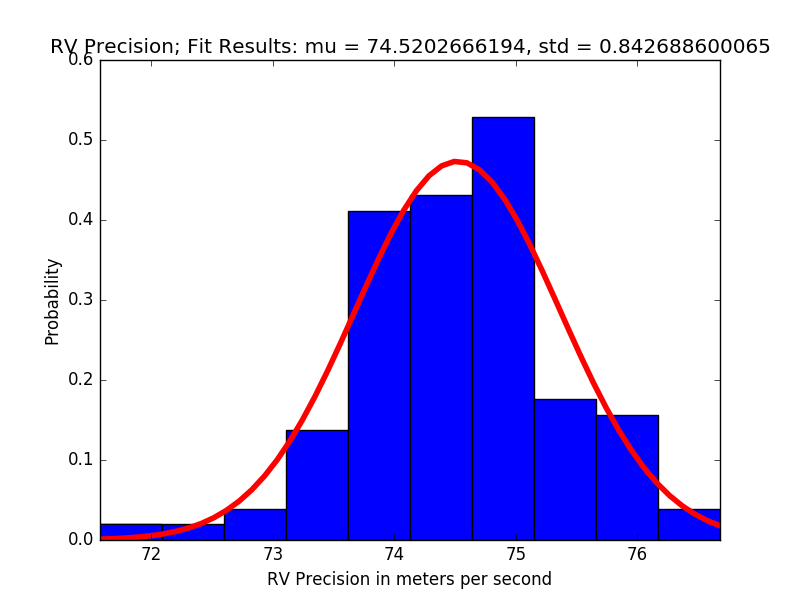 RV Precision; Fit Results: mu = 74.5202666194, std = 0.842688600065
0.6
0.5
0.4
0.3
0.2
0.1
0.0
Probability
72 73 74 75 76
RV Precision in meters per second